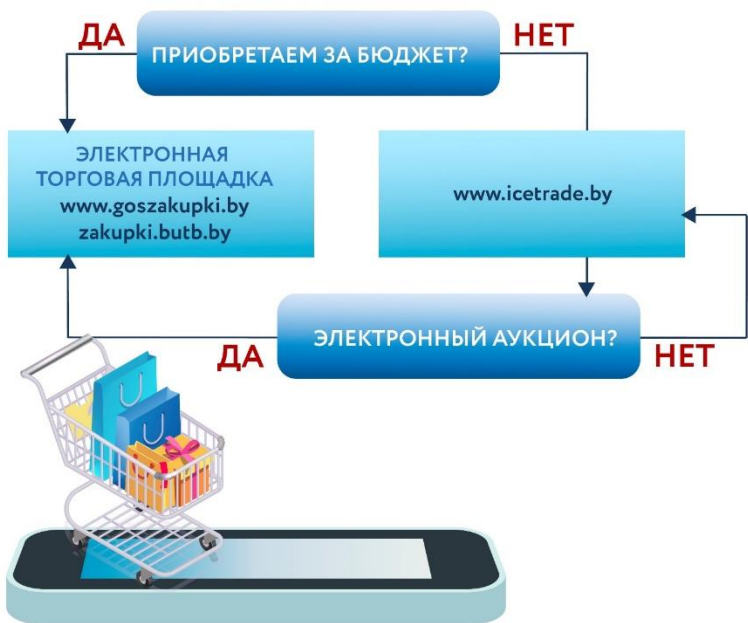 ДА
НЕТ
ПРИОБРЕТАЕМ ЗА БЮДЖЕТ?
ЭЛЕКТРОННАЯ
ТОРГОВАЯ ПЛОЩАДКА
www.goszakupki.by
zakupki.butb.by
www.icetrade.by
ЭЛЕКТРОННЫЙ АУКЦИОН?
ДА
НЕТ